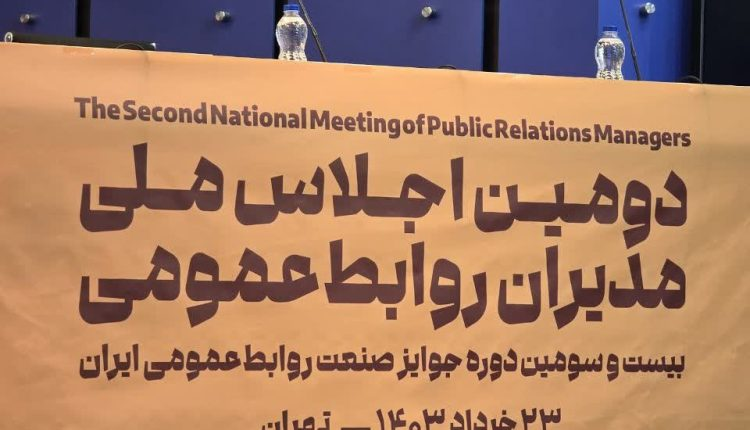 The Second National Meeting of Public Relations Managers
دومین اجلاس ملی
مدیران روابط عمومی
بیست و سومین دوره جوایز صنعت روابط عمومی ایران
۲۳ خرداد ۱۴۰۳ — تهران